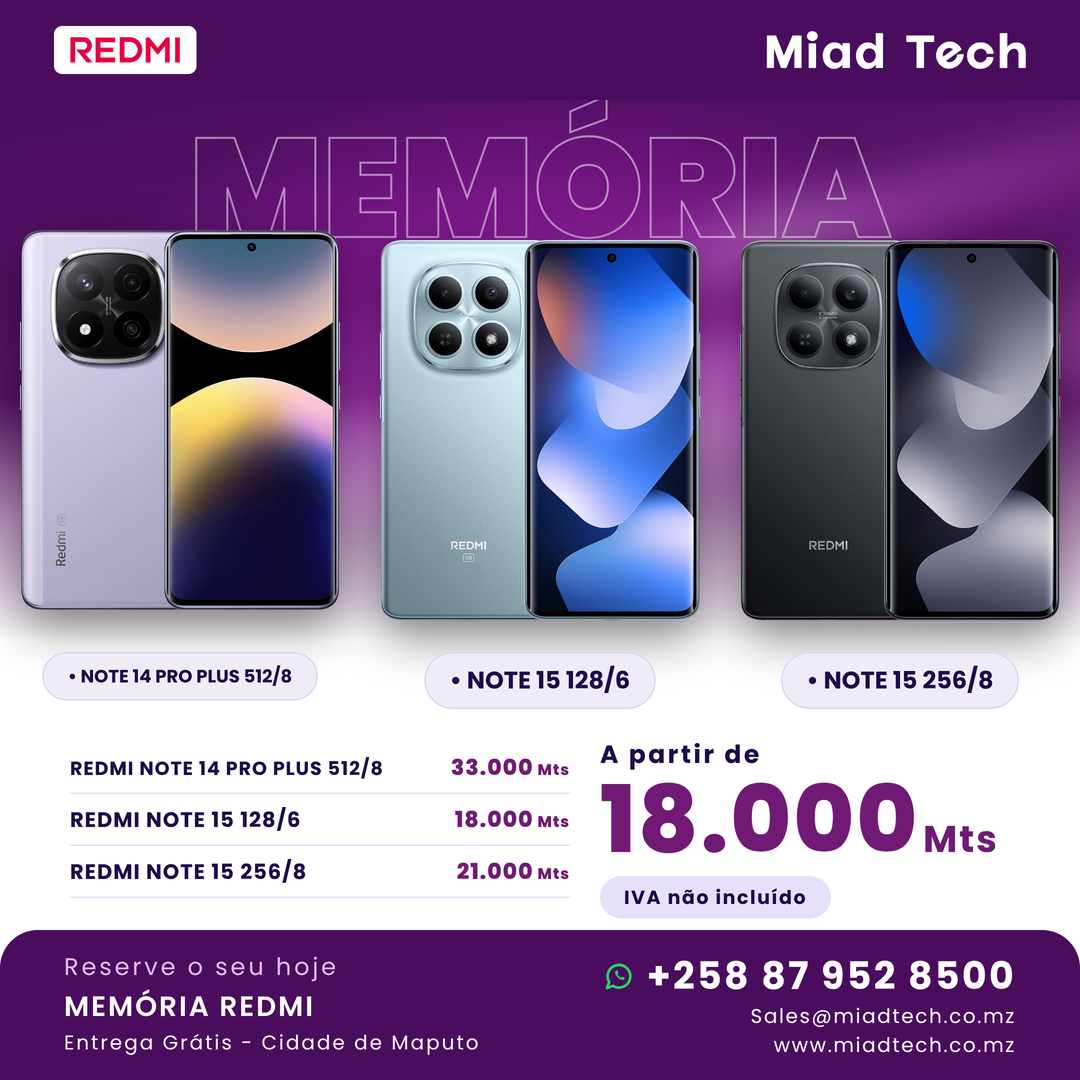 REDMI
Miad Tech
MEMÓRIA
Redmi 5G
REDMI
5G
REDMI
• NOTE 14 PRO PLUS 512/8
• NOTE 15 128/6
• NOTE 15 256/8
REDMI NOTE 14 PRO PLUS 512/8 33.000 Mts
REDMI NOTE 15 128/6 18.000 Mts
REDMI NOTE 15 256/8 21.000 Mts
A partir de
18.000 Mts
IVA não incluído
Reserve o seu hoje
MEMÓRIA REDMI
Entrega Grátis - Cidade de Maputo
+258 87 952 8500
Sales@miadtech.co.mz
www.miadtech.co.mz